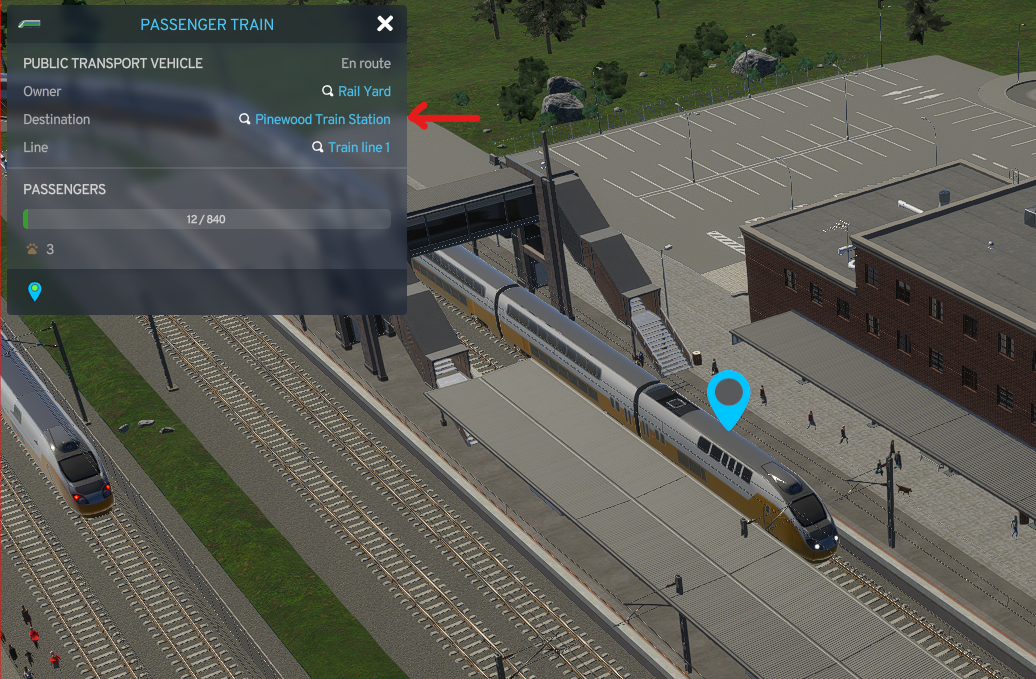 PASSENGER TRAIN
PUBLIC TRANSPORT VEHICLE En route
Owner Rail Yard
Destination Pinewood Train Station
Line Train line 1
PASSENGERS
12 / 840
3